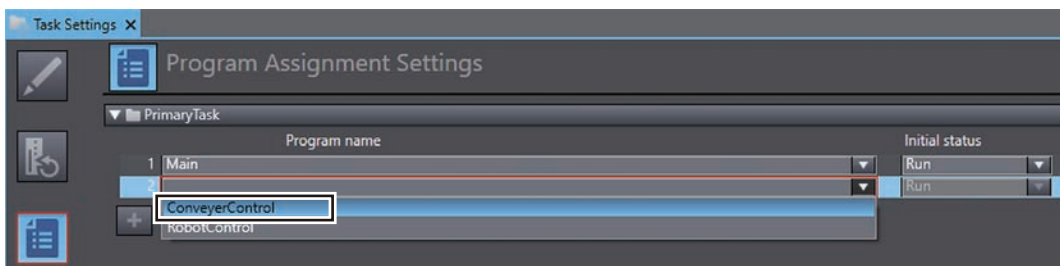 Task Settings X
Program Assignment Settings
PrimaryTask
Program name Initial status
1 Main Run
2 Run
ConveyerControl
RobotControl